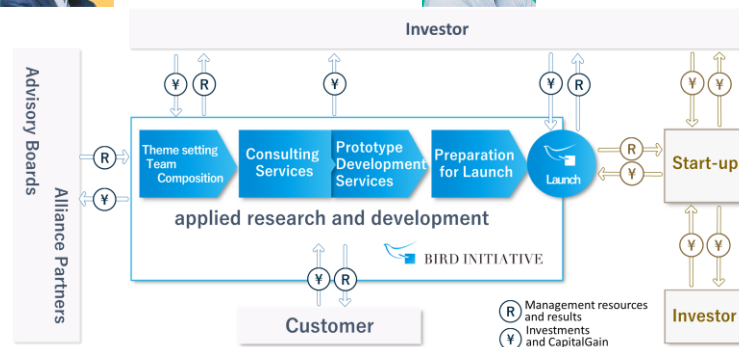 Investor
¥
R
¥
¥
R
¥
¥
Advisory Boards
Alliance Partners
R
¥
Theme setting
Team
Composition
Consulting
Services
Prototype
Development
Services
Preparation
for Launch
Launch
R
¥
Start-up
applied research and development
BIRD INITIATIVE
¥
R
¥
¥
Customer
Investor
R Management resources
and results
¥ Investments
and CapitalGain